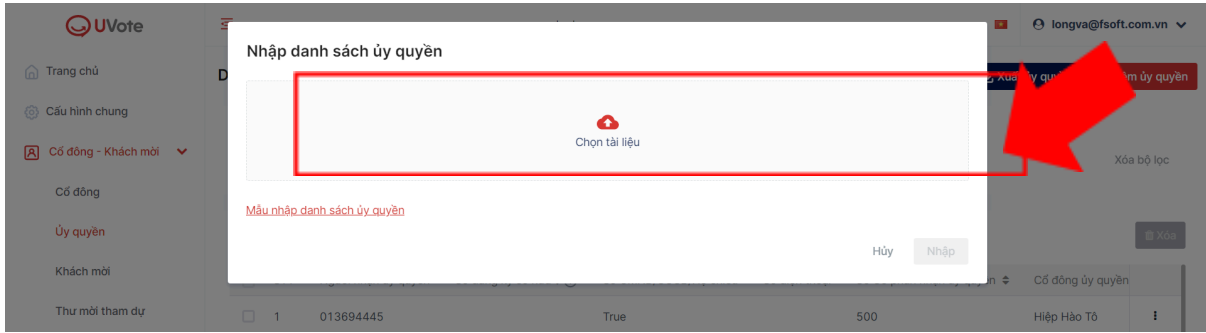 UVote
longva@fsoft.com.vn
Nhập danh sách ủy quyền
Trang chủ
Cấu hình chung
Chọn tài liệu
Cổ đông - Khách mời
Xóa bộ lọc
Cổ đông
Mẫu nhập danh sách ủy quyền
Ủy quyền
Xóa
Hủy
Nhập
Khách mời
Cổ đông ủy quyền
Thư mời tham dự
1 013694445 True 500 Hiệp Hào Tô